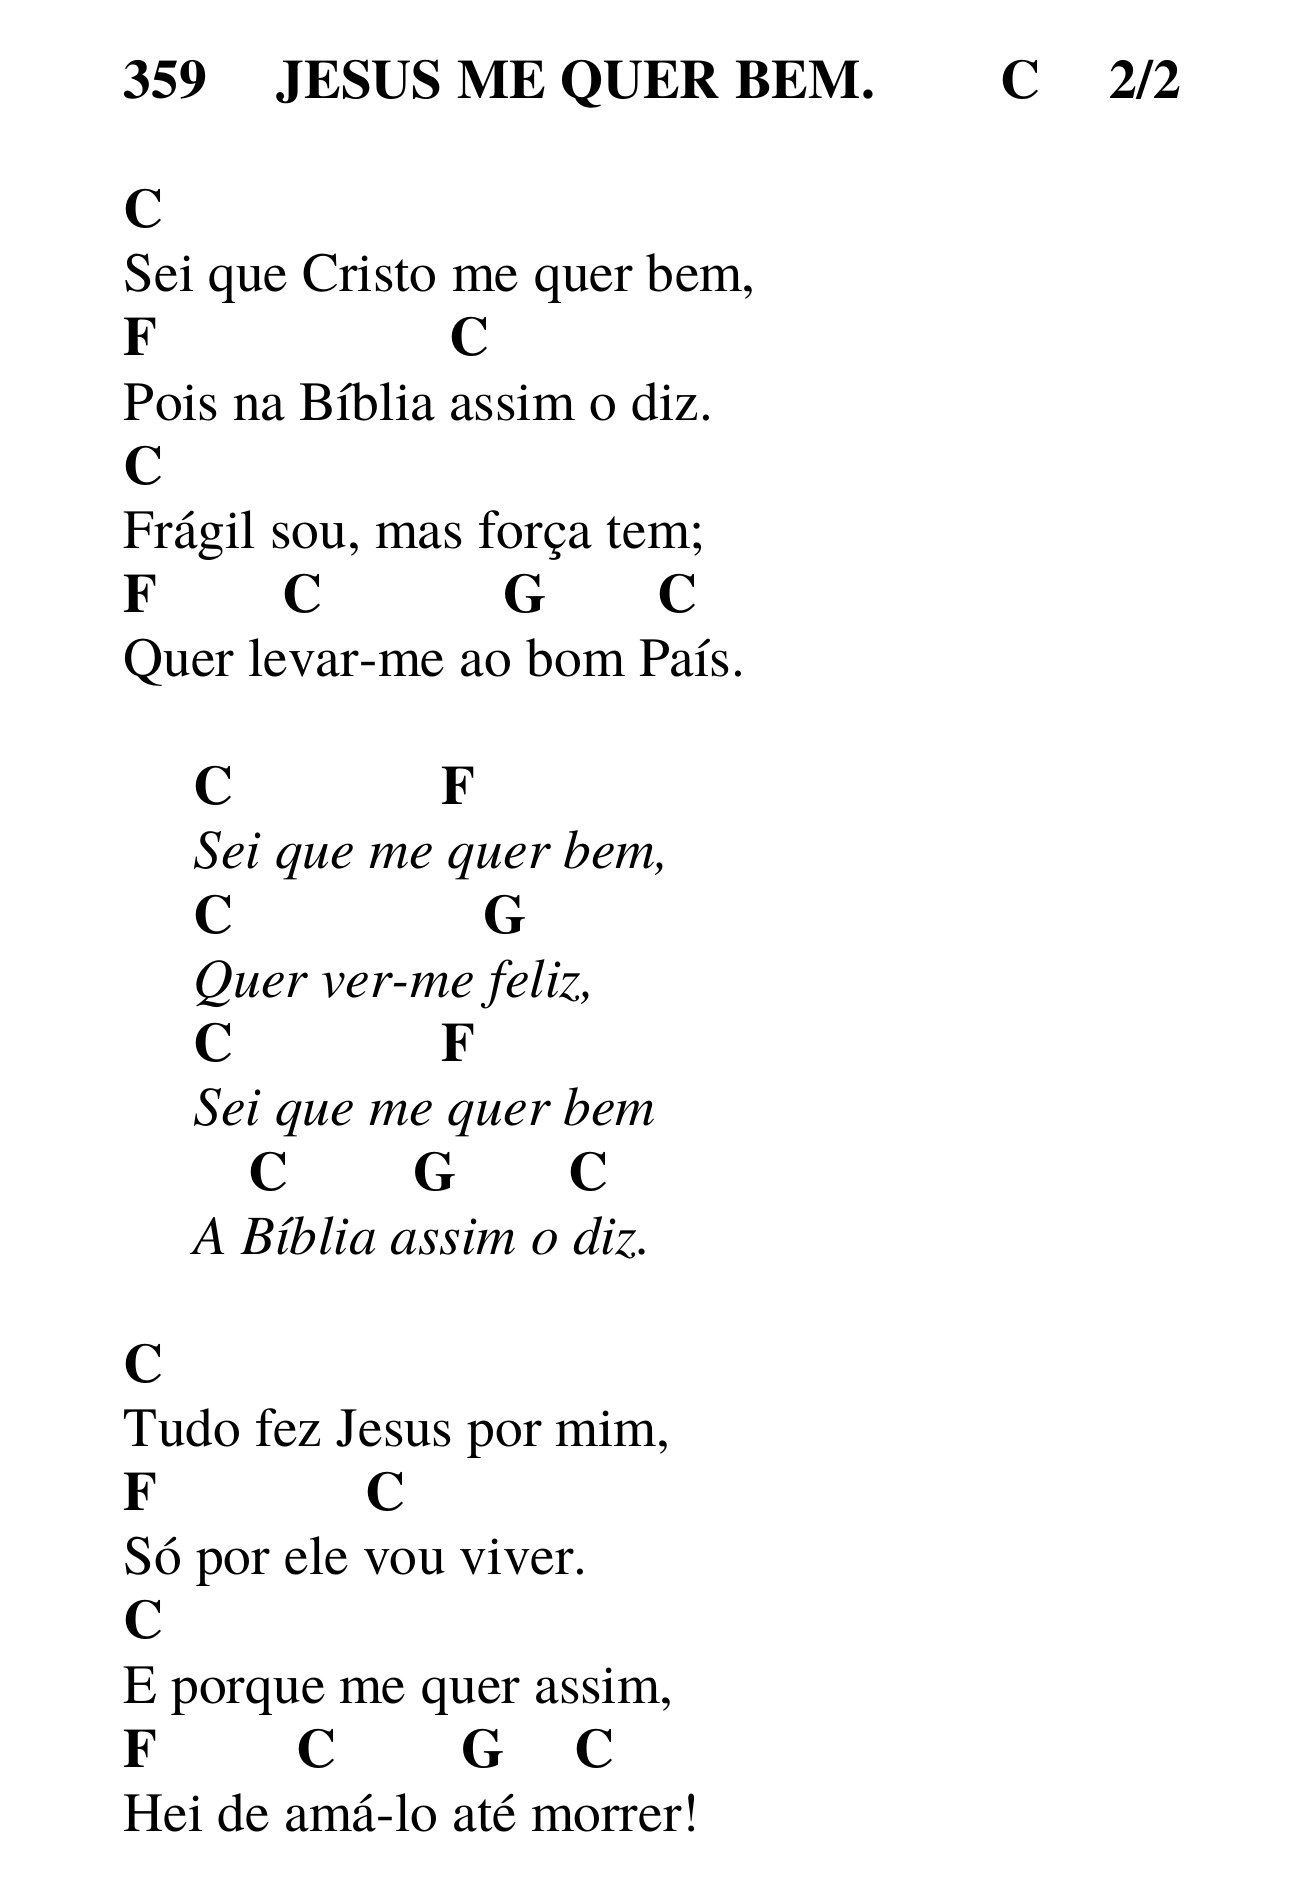 359 JESUS ME QUER BEM. C 2/2
C
Sei que Cristo me quer bem,
F C
Pois na Bíblia assim o diz.
C
Frágil sou, mas força tem;
F C G C
Quer levar-me ao bom País.
C F
Sei que me quer bem,
C G
Quer ver-me feliz,
C F
Sei que me quer bem
C G C
A Bíblia assim o diz.
C
Tudo fez Jesus por mim,
F C
Só por ele vou viver.
C
E porque me quer assim,
F C G C
Hei de amá-lo até morrer!